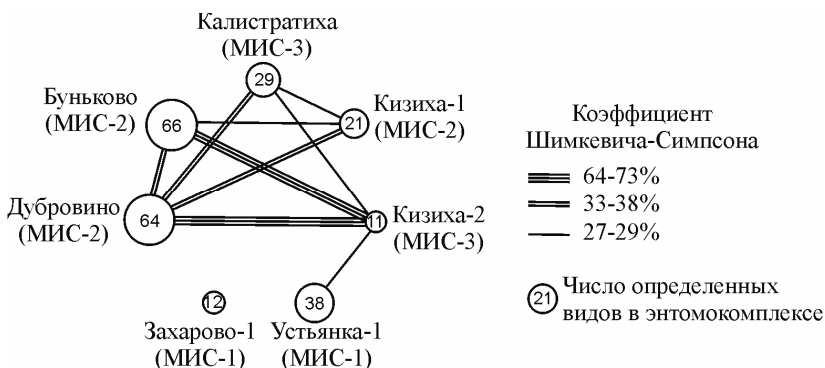 Калистратиха
(МИС-3)
29
Буньково
(МИС-2)
66
Кизиха-1
(МИС-2)
21
Дубровино
(МИС-2)
64
Кизиха-2
(МИС-3)
11
12
Захарово-1
(МИС-1)
38
Устьянка-1
(МИС-1)
Коэффициент
Шимкевича-Симпсона
64-73%
33-38%
27-29%
21
Число определенных
видов в энтомокомплексе